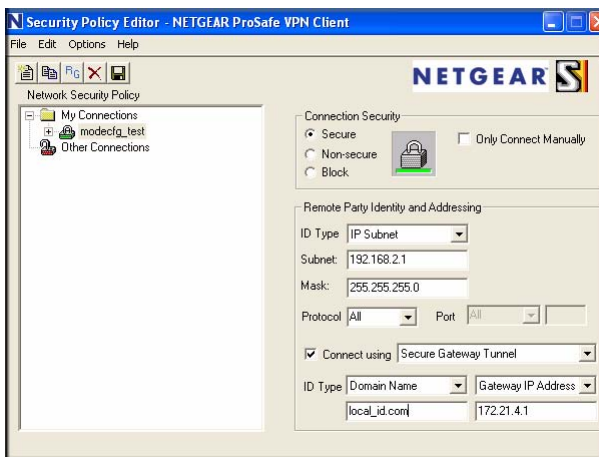 Security Policy Editor - NETGEAR ProSafe VPN Client
File Edit Options Help
RG
NETGEAR
Network Security Policy
My Connections
modecfg_test
Other Connections
Connection Security
Secure
Only Connect Manually
Non-secure
Block
Remote Party Identity and Addressing
ID Type IP Subnet
Subnet: 192.168.2.1
Mask: 255.255.255.0
Protocol All Port All
Connect using Secure Gateway Tunnel
ID Type Domain Name Gateway IP Address
local_id.com 172.21.4.1